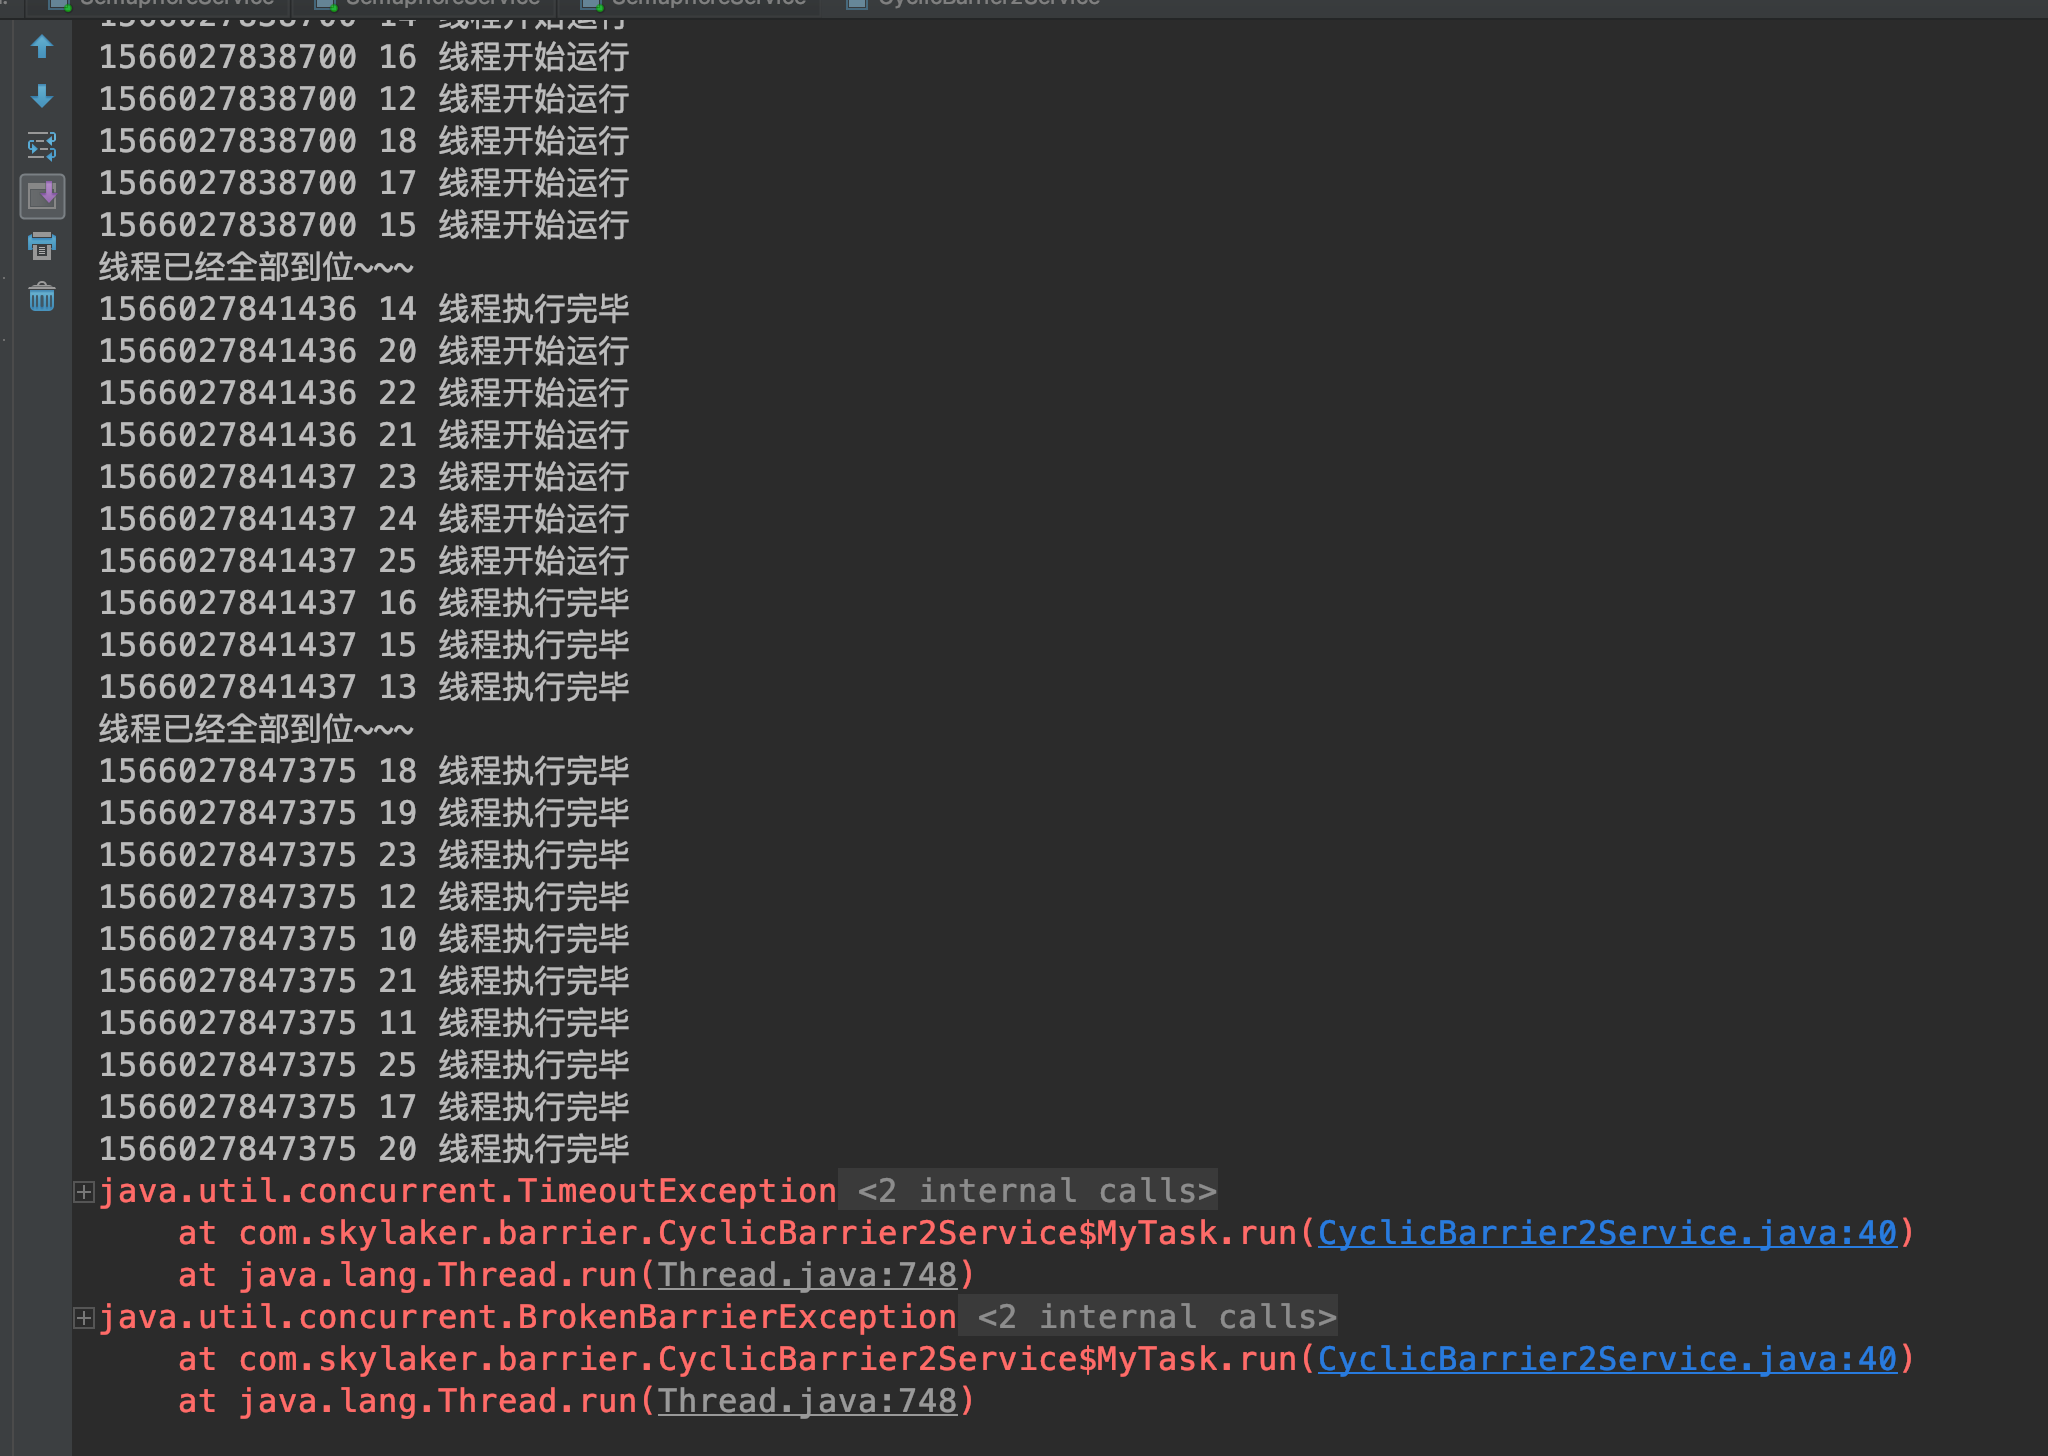 SemaphoreService SemaphoreService SemaphoreService CyclicBarrier2Service
1566027838700 14 线程开始运行
1566027838700 16 线程开始运行
1566027838700 12 线程开始运行
1566027838700 18 线程开始运行
1566027838700 17 线程开始运行
1566027838700 15 线程开始运行
线程已经全部到位~~~
1566027841436 14 线程执行完毕
1566027841436 20 线程开始运行
1566027841436 22 线程开始运行
1566027841436 21 线程开始运行
1566027841437 23 线程开始运行
1566027841437 24 线程开始运行
1566027841437 25 线程开始运行
1566027841437 16 线程执行完毕
1566027841437 15 线程执行完毕
1566027841437 13 线程执行完毕
线程已经全部到位~~~
1566027847375 18 线程执行完毕
1566027847375 19 线程执行完毕
1566027847375 23 线程执行完毕
1566027847375 12 线程执行完毕
1566027847375 10 线程执行完毕
1566027847375 21 线程执行完毕
1566027847375 11 线程执行完毕
1566027847375 25 线程执行完毕
1566027847375 17 线程执行完毕
1566027847375 20 线程执行完毕
java.util.concurrent.TimeoutException <2 internal calls>
at com.skylaker.barrier.CyclicBarrier2Service$MyTask.run(CyclicBarrier2Service.java:40)
at java.lang.Thread.run(Thread.java:748)
java.util.concurrent.BrokenBarrierException <2 internal calls>
at com.skylaker.barrier.CyclicBarrier2Service$MyTask.run(CyclicBarrier2Service.java:40)
at java.lang.Thread.run(Thread.java:748)